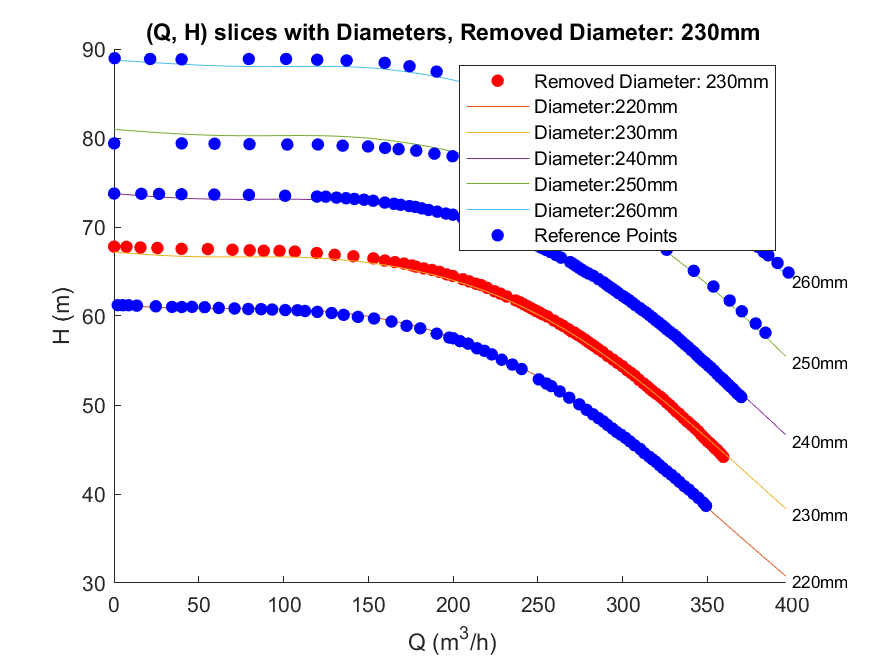 (Q, H) slices with Diameters, Removed Diameter: 230mm
90
80
70
60
50
40
30
H (m)
0
50
100
150
200
250
300
350
400
Q (m³/h)
Removed Diameter: 230mm
Diameter:220mm
Diameter:230mm
Diameter:240mm
Diameter:250mm
Diameter:260mm
Reference Points
260mm
250mm
240mm
230mm
220mm